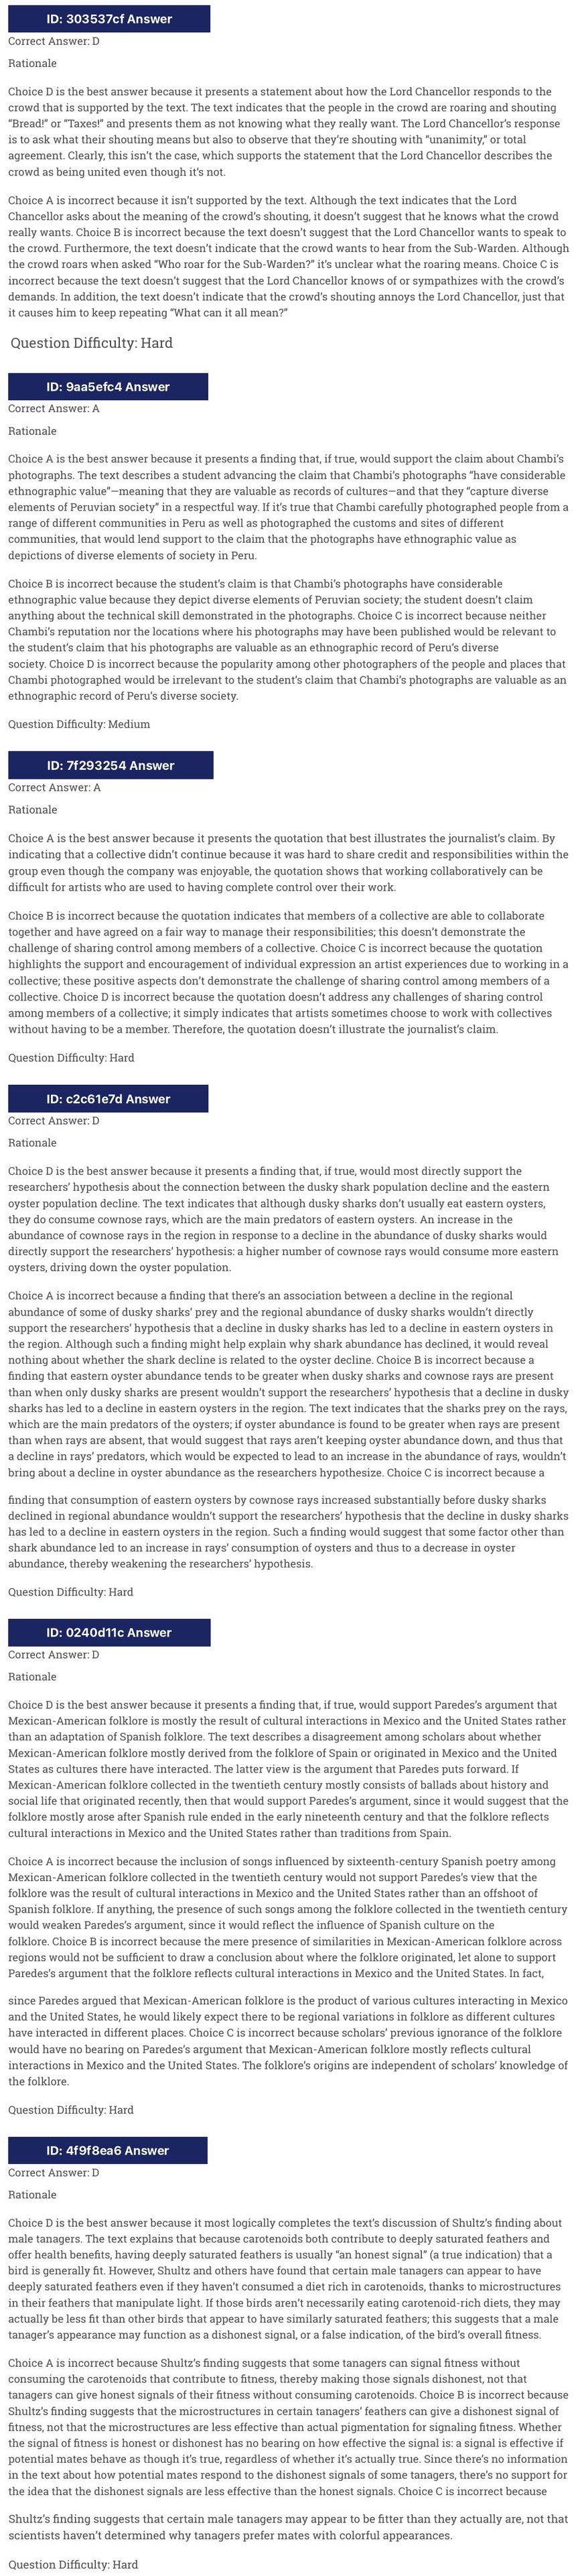 ID: 303537cf Answer
Correct Answer: D
Rationale
Choice D is the best answer because it presents a statement about how the Lord Chancellor responds to the
crowd that is supported by the text. The text indicates that the people in the crowd are roaring and shouting
“Bread!” or “Taxes!” and presents them as not knowing what they really want. The Lord Chancellor’s response
is to ask what their shouting means but also to observe that they’re shouting with “unanimity,” or total
agreement. Clearly, this isn’t the case, which supports the statement that the Lord Chancellor describes the
crowd as being united even though it’s not.
Choice A is incorrect because it isn’t supported by the text. Although the text indicates that the Lord
Chancellor asks about the meaning of the crowd’s shouting, it doesn’t suggest that he knows what the crowd
really wants. Choice B is incorrect because the text doesn’t suggest that the Lord Chancellor wants to speak to
the crowd. Furthermore, the text doesn’t indicate that the crowd wants to hear from the Sub-Warden. Although
the crowd roars when asked “Who roar for the Sub-Warden?” it’s unclear what the roaring means. Choice C is
incorrect because the text doesn’t suggest that the Lord Chancellor knows of or sympathizes with the crowd’s
demands. In addition, the text doesn’t indicate that the crowd’s shouting annoys the Lord Chancellor, just that
it causes him to keep repeating “What can it all mean?”
Question Difficulty: Hard
ID: 9aa5efc4 Answer
Correct Answer: A
Rationale
Choice A is the best answer because it presents a finding that, if true, would support the claim about Chambi’s
photographs. The text describes a student advancing the claim that Chambi’s photographs “have considerable
ethnographic value”—meaning that they are valuable as records of cultures—and that they “capture diverse
elements of Peruvian society” in a respectful way. If it’s true that Chambi carefully photographed people from a
range of different communities in Peru as well as photographed the customs and sites of different
communities, that would lend support to the claim that the photographs have ethnographic value as
depictions of diverse elements of society in Peru.
Choice B is incorrect because the student’s claim is that Chambi’s photographs have considerable
ethnographic value because they depict diverse elements of Peruvian society; the student doesn’t claim
anything about the technical skill demonstrated in the photographs. Choice C is incorrect because neither
Chambi’s reputation nor the locations where his photographs may have been published would be relevant to
the student’s claim that his photographs are valuable as an ethnographic record of Peru’s diverse
society. Choice D is incorrect because the popularity among other photographers of the people and places that
Chambi photographed would be irrelevant to the student’s claim that Chambi’s photographs are valuable as an
ethnographic record of Peru’s diverse society.
Question Difficulty: Medium
ID: 7f293254 Answer
Correct Answer: A
Rationale
Choice A is the best answer because it presents the quotation that best illustrates the journalist’s claim. By
indicating that a collective didn’t continue because it was hard to share credit and responsibilities within the
group even though the company was enjoyable, the quotation shows that working collaboratively can be
difficult for artists who are used to having complete control over their work.
Choice B is incorrect because the quotation indicates that members of a collective are able to collaborate
together and have agreed on a fair way to manage their responsibilities; this doesn’t demonstrate the
challenge of sharing control among members of a collective. Choice C is incorrect because the quotation
highlights the support and encouragement of individual expression an artist experiences due to working in a
collective; these positive aspects don’t demonstrate the challenge of sharing control among members of a
collective. Choice D is incorrect because the quotation doesn’t address any challenges of sharing control
among members of a collective; it simply indicates that artists sometimes choose to work with collectives
without having to be a member. Therefore, the quotation doesn’t illustrate the journalist’s claim.
Question Difficulty: Hard
ID: c2c61e7d Answer
Correct Answer: D
Rationale
Choice D is the best answer because it presents a finding that, if true, would most directly support the
researchers’ hypothesis about the connection between the dusky shark population decline and the eastern
oyster population decline. The text indicates that although dusky sharks don’t usually eat eastern oysters,
they do consume cownose rays, which are the main predators of eastern oysters. An increase in the
abundance of cownose rays in the region in response to a decline in the abundance of dusky sharks would
directly support the researchers’ hypothesis: a higher number of cownose rays would consume more eastern
oysters, driving down the oyster population.
Choice A is incorrect because a finding that there’s an association between a decline in the regional
abundance of some of dusky sharks’ prey and the regional abundance of dusky sharks wouldn’t directly
support the researchers’ hypothesis that a decline in dusky sharks has led to a decline in eastern oysters in
the region. Although such a finding might help explain why shark abundance has declined, it would reveal
nothing about whether the shark decline is related to the oyster decline. Choice B is incorrect because a
finding that eastern oyster abundance tends to be greater when dusky sharks and cownose rays are present
than when only dusky sharks are present wouldn’t support the researchers’ hypothesis that a decline in dusky
sharks has led to a decline in eastern oysters in the region. The text indicates that the sharks prey on the rays,
which are the main predators of the oysters; if oyster abundance is found to be greater when rays are present
than when rays are absent, that would suggest that rays aren’t keeping oyster abundance down, and thus that
a decline in rays’ predators, which would be expected to lead to an increase in the abundance of rays, wouldn’t
bring about a decline in oyster abundance as the researchers hypothesize. Choice C is incorrect because a
finding that consumption of eastern oysters by cownose rays increased substantially before dusky sharks
declined in regional abundance wouldn’t support the researchers’ hypothesis that the decline in dusky sharks
has led to a decline in eastern oysters in the region. Such a finding would suggest that some factor other than
shark abundance led to an increase in rays’ consumption of oysters and thus to a decrease in oyster
abundance, thereby weakening the researchers’ hypothesis.
Question Difficulty: Hard
ID: 0240d11c Answer
Correct Answer: D
Rationale
Choice D is the best answer because it presents a finding that, if true, would support Paredes’s argument that
Mexican-American folklore is mostly the result of cultural interactions in Mexico and the United States rather
than an adaptation of Spanish folklore. The text describes a disagreement among scholars about whether
Mexican-American folklore mostly derived from the folklore of Spain or originated in Mexico and the United
States as cultures there have interacted. The latter view is the argument that Paredes puts forward. If
Mexican-American folklore collected in the twentieth century mostly consists of ballads about history and
social life that originated recently, then that would support Paredes’s argument, since it would suggest that the
folklore mostly arose after Spanish rule ended in the early nineteenth century and that the folklore reflects
cultural interactions in Mexico and the United States rather than traditions from Spain.
Choice A is incorrect because the inclusion of songs influenced by sixteenth-century Spanish poetry among
Mexican-American folklore collected in the twentieth century would not support Paredes’s view that the
folklore was the result of cultural interactions in Mexico and the United States rather than an offshoot of
Spanish folklore. If anything, the presence of such songs among the folklore collected in the twentieth century
would weaken Paredes’s argument, since it would reflect the influence of Spanish culture on the
folklore. Choice B is incorrect because the mere presence of similarities in Mexican-American folklore across
regions would not be sufficient to draw a conclusion about where the folklore originated, let alone to support
Paredes’s argument that the folklore reflects cultural interactions in Mexico and the United States. In fact,
since Paredes argued that Mexican-American folklore is the product of various cultures interacting in Mexico
and the United States, he would likely expect there to be regional variations in folklore as different cultures
have interacted in different places. Choice C is incorrect because scholars’ previous ignorance of the folklore
would have no bearing on Paredes’s argument that Mexican-American folklore mostly reflects cultural
interactions in Mexico and the United States. The folklore’s origins are independent of scholars’ knowledge of
the folklore.
Question Difficulty: Hard
ID: 4f9f8ea6 Answer
Correct Answer: D
Rationale
Choice D is the best answer because it most logically completes the text’s discussion of Shultz’s finding about
male tanagers. The text explains that because carotenoids both contribute to deeply saturated feathers and
offer health benefits, having deeply saturated feathers is usually “an honest signal” (a true indication) that a
bird is generally fit. However, Shultz and others have found that certain male tanagers can appear to have
deeply saturated feathers even if they haven’t consumed a diet rich in carotenoids, thanks to microstructures
in their feathers that manipulate light. If those birds aren’t necessarily eating carotenoid-rich diets, they may
actually be less fit than other birds that appear to have similarly saturated feathers; this suggests that a male
tanager’s appearance may function as a dishonest signal, or a false indication, of the bird’s overall fitness.
Choice A is incorrect because Shultz’s finding suggests that some tanagers can signal fitness without
consuming the carotenoids that contribute to fitness, thereby making those signals dishonest, not that
tanagers can give honest signals of their fitness without consuming carotenoids. Choice B is incorrect because
Shultz’s finding suggests that the microstructures in certain tanagers’ feathers can give a dishonest signal of
fitness, not that the microstructures are less effective than actual pigmentation for signaling fitness. Whether
the signal of fitness is honest or dishonest has no bearing on how effective the signal is: a signal is effective if
potential mates behave as though it’s true, regardless of whether it’s actually true. Since there’s no information
in the text about how potential mates respond to the dishonest signals of some tanagers, there’s no support for
the idea that the dishonest signals are less effective than the honest signals. Choice C is incorrect because
Shultz’s finding suggests that certain male tanagers may appear to be fitter than they actually are, not that
scientists haven’t determined why tanagers prefer mates with colorful appearances.
Question Difficulty: Hard